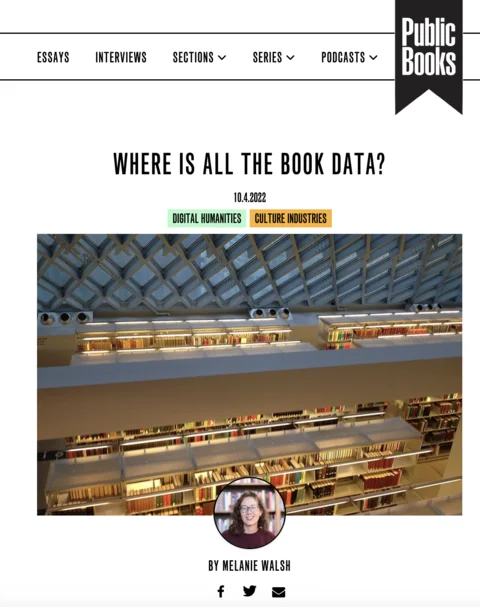 Public
Books
ESSAYS INTERVIEWS SECTIONS SERIES PODCASTS
WHERE IS ALL THE BOOK DATA?
10.4.2022
DIGITAL HUMANITIES CULTURE INDUSTRIES
BY MELANIE WALSH